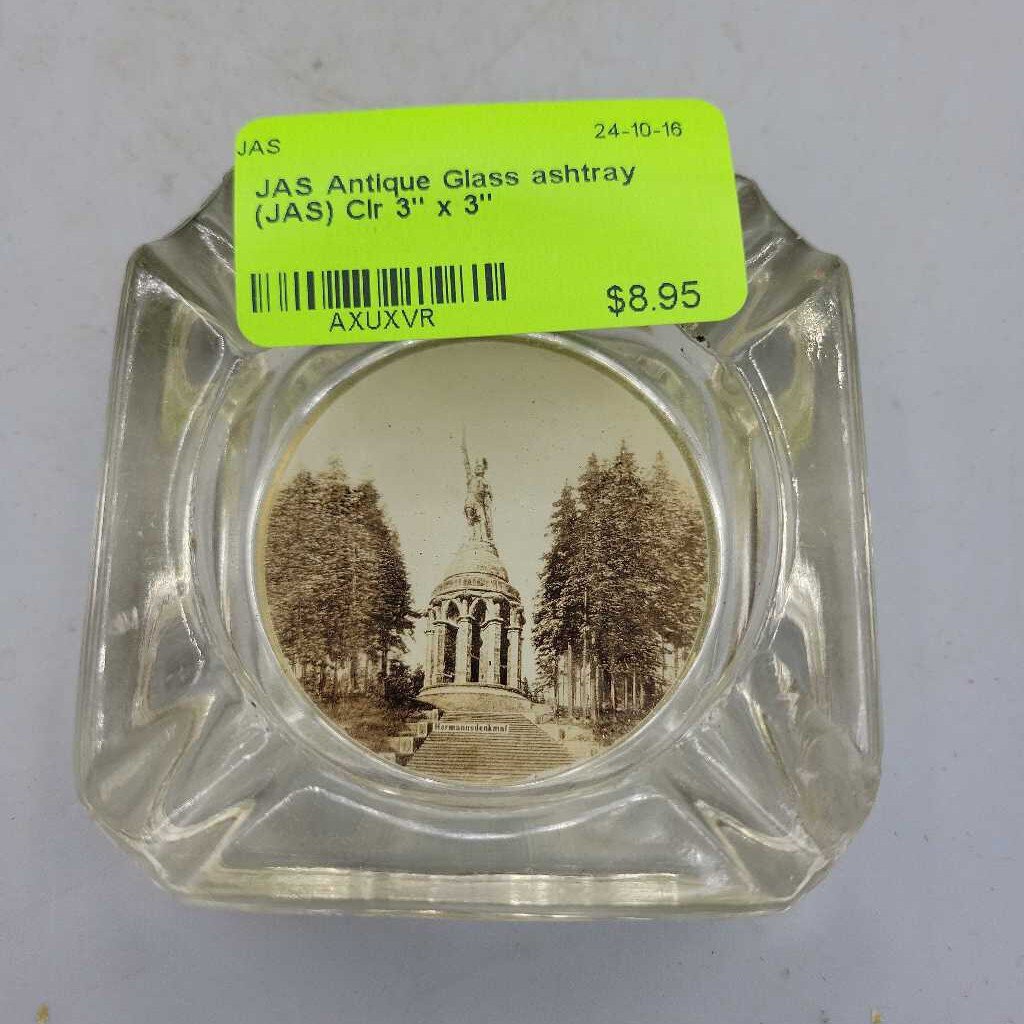 JAS
24-10-16
JAS Antique Glass ashtray
(JAS) Clr 3" x 3"
AXUXVR
$8.95
Hermannsdenkmal